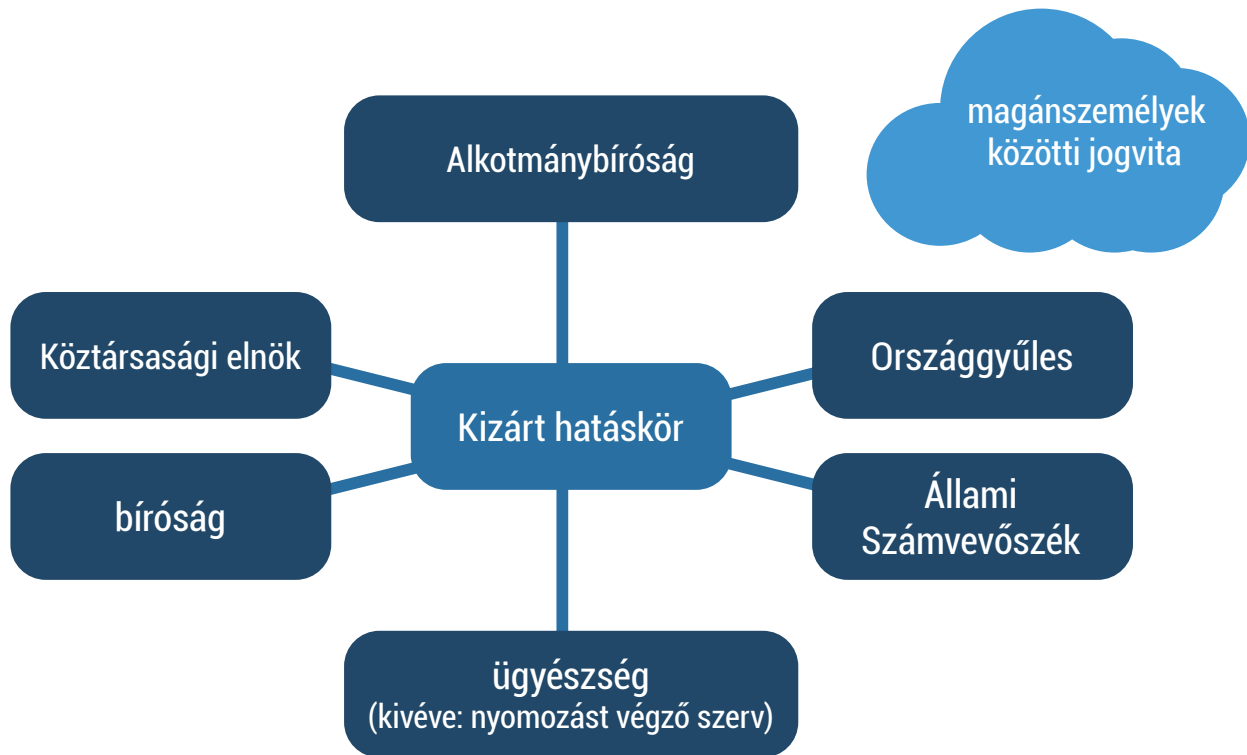 magánszemélyek
közötti jogvita
Alkotmánybíróság
Köztársasági elnök
Országgyűles
Kizárt hatáskör
bíróság
Állami
Számvevőszék
ügyészség
(kivéve: nyomozást végző szerv)